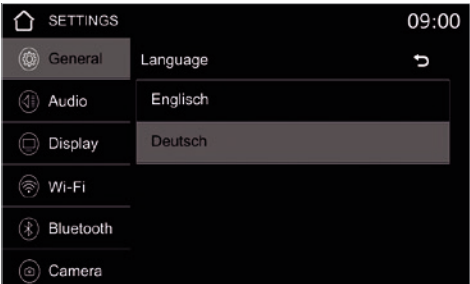 SETTINGS 09:00
General
Language
Audio
Englisch
Display
Deutsch
Wi-Fi
Bluetooth
Camera